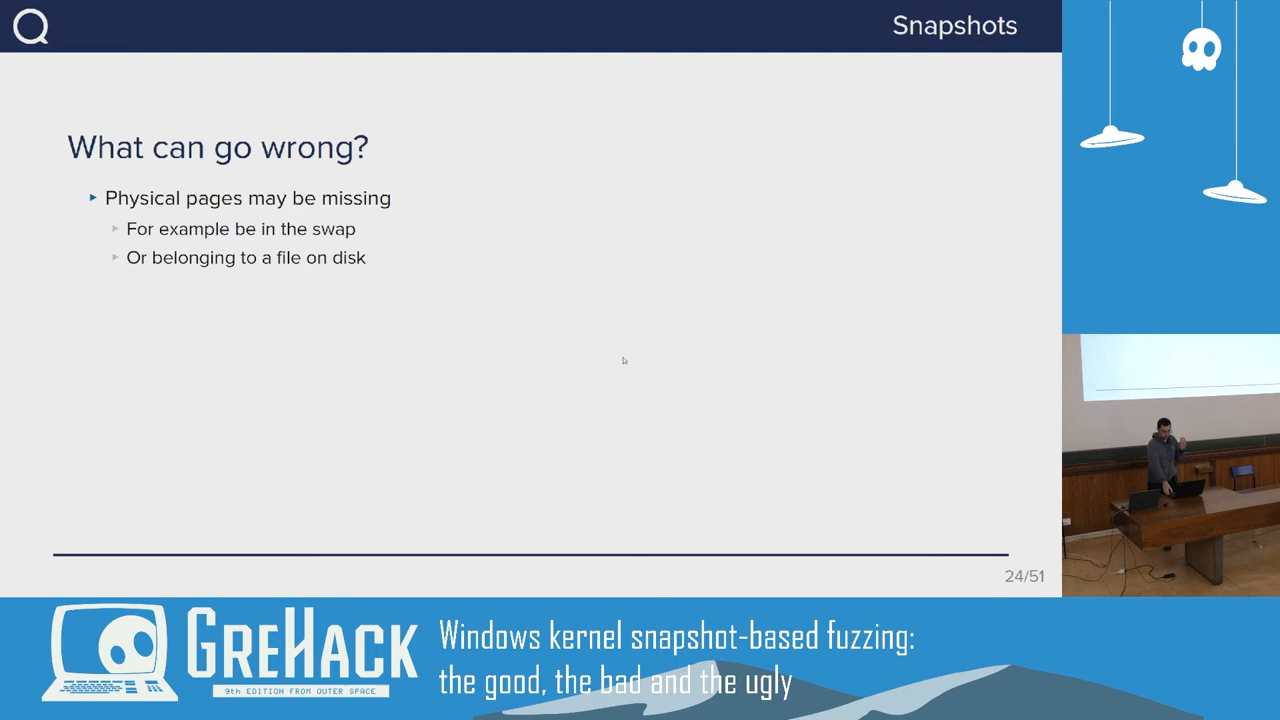 Snapshots
What can go wrong?
Physical pages may be missing
For example be in the swap
Or belonging to a file on disk
24/51
GREHACK
9th EDITION FROM OUTER SPACE
Windows kernel snapshot-based fuzzing:
the good, the bad and the ugly